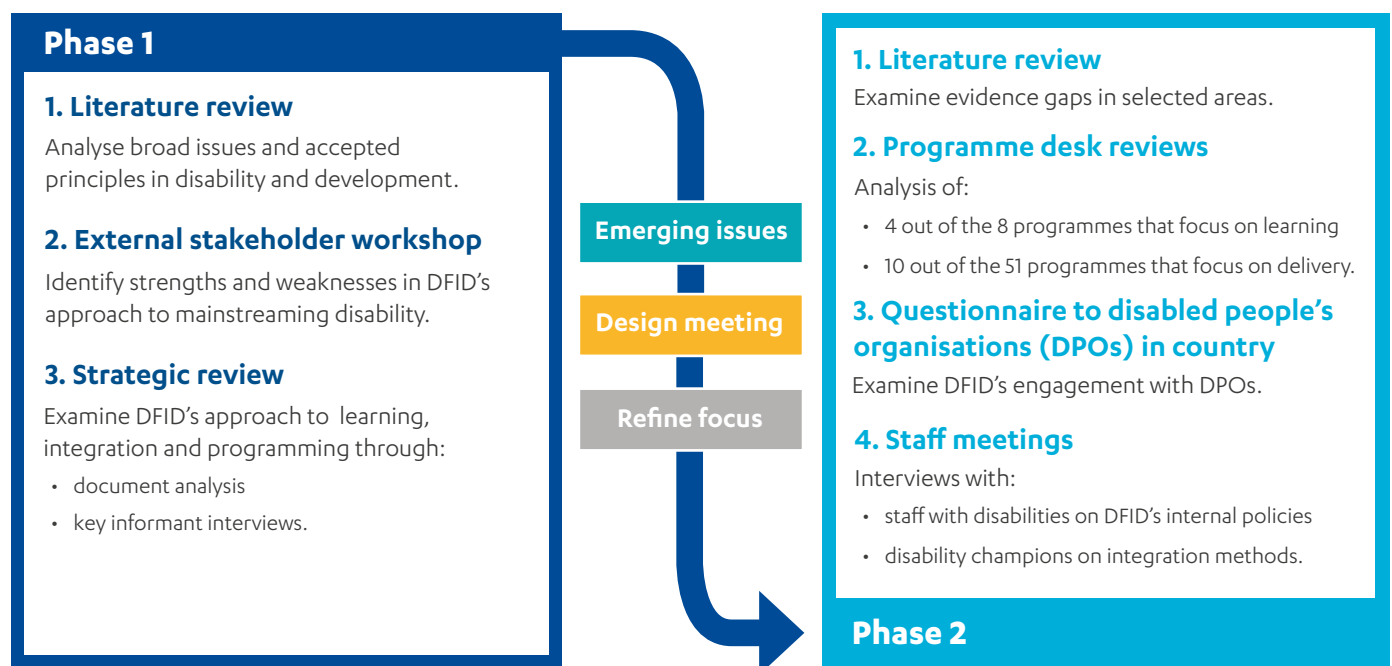 Phase 1
1. Literature review
Analyse broad issues and accepted
principles in disability and development.
2. External stakeholder workshop
Identify strengths and weaknesses in DFID's
approach to mainstreaming disability.
3. Strategic review
Examine DFID's approach to learning,
integration and programming through:
• document analysis
• key informant interviews.
Emerging issues
Design meeting
Refine focus
1. Literature review
Examine evidence gaps in selected areas.
2. Programme desk reviews
Analysis of:
• 4 out of the 8 programmes that focus on learning
• 10 out of the 51 programmes that focus on delivery.
3. Questionnaire to disabled people's
organisations (DPOs) in country
Examine DFID's engagement with DPOs.
4. Staff meetings
Interviews with:
• staff with disabilities on DFID's internal policies
• disability champions on integration methods.
Phase 2